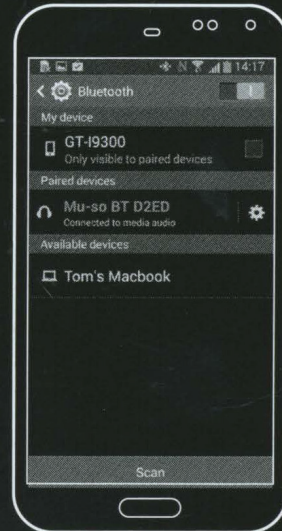 14:17
Bluetooth
My device
GT-I9300
Only visible to paired devices
Paired devices
Mu-so BT D2ED
Connected to media audio
Available devices
Tom's Macbook
Scan